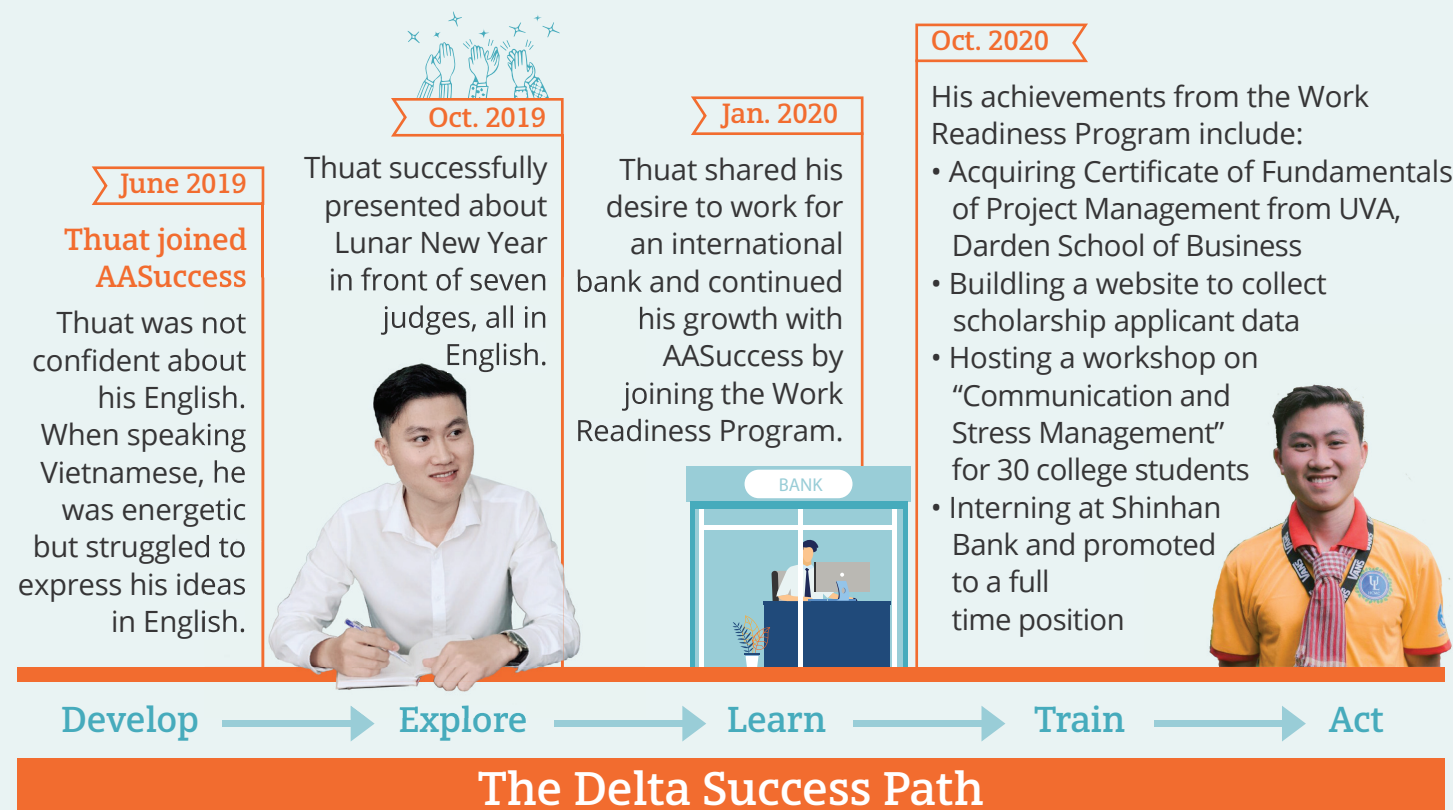 June 2019
Thuat joined
AASuccess
Thuat was not
confident about
his English.
When speaking
Vietnamese, he
was energetic
but struggled to
express his ideas
in English.
Oct. 2019
Thuat successfully
presented about
Lunar New Year
in front of seven
judges, all in
English.
Jan. 2020
Thuat shared his
desire to work for
an international
bank and continued
his growth with
AASuccess by
joining the Work
Readiness Program.
BANK
Oct. 2020
His achievements from the Work
Readiness Program include:
• Acquiring Certificate of Fundamentals
of Project Management from UVA,
Darden School of Business
• Buildling a website to collect
scholarship applicant data
• Hosting a workshop on
“Communication and
Stress Management”
for 30 college students
• Interning at Shinhan
Bank and promoted
to a full
time position
VANS
VANS
Develop
Explore
Learn
Train
Act
The Delta Success Path